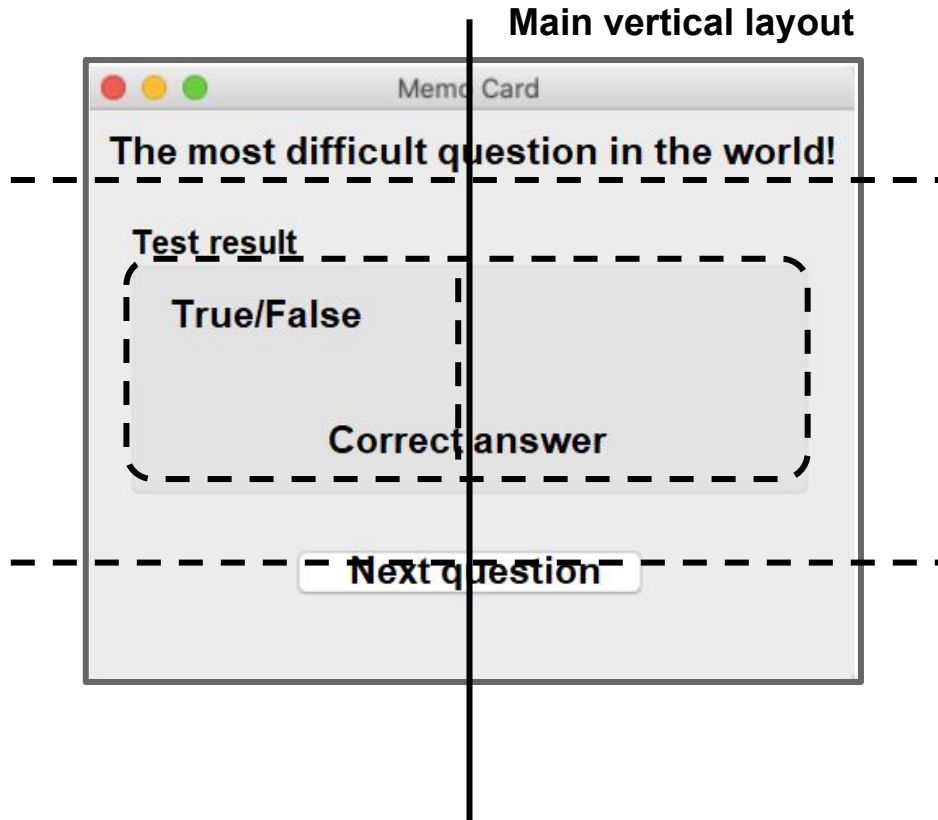 Main vertical layout
Memo Card
The most difficult question in the world!
Test result
True/False
Correct answer
Next question